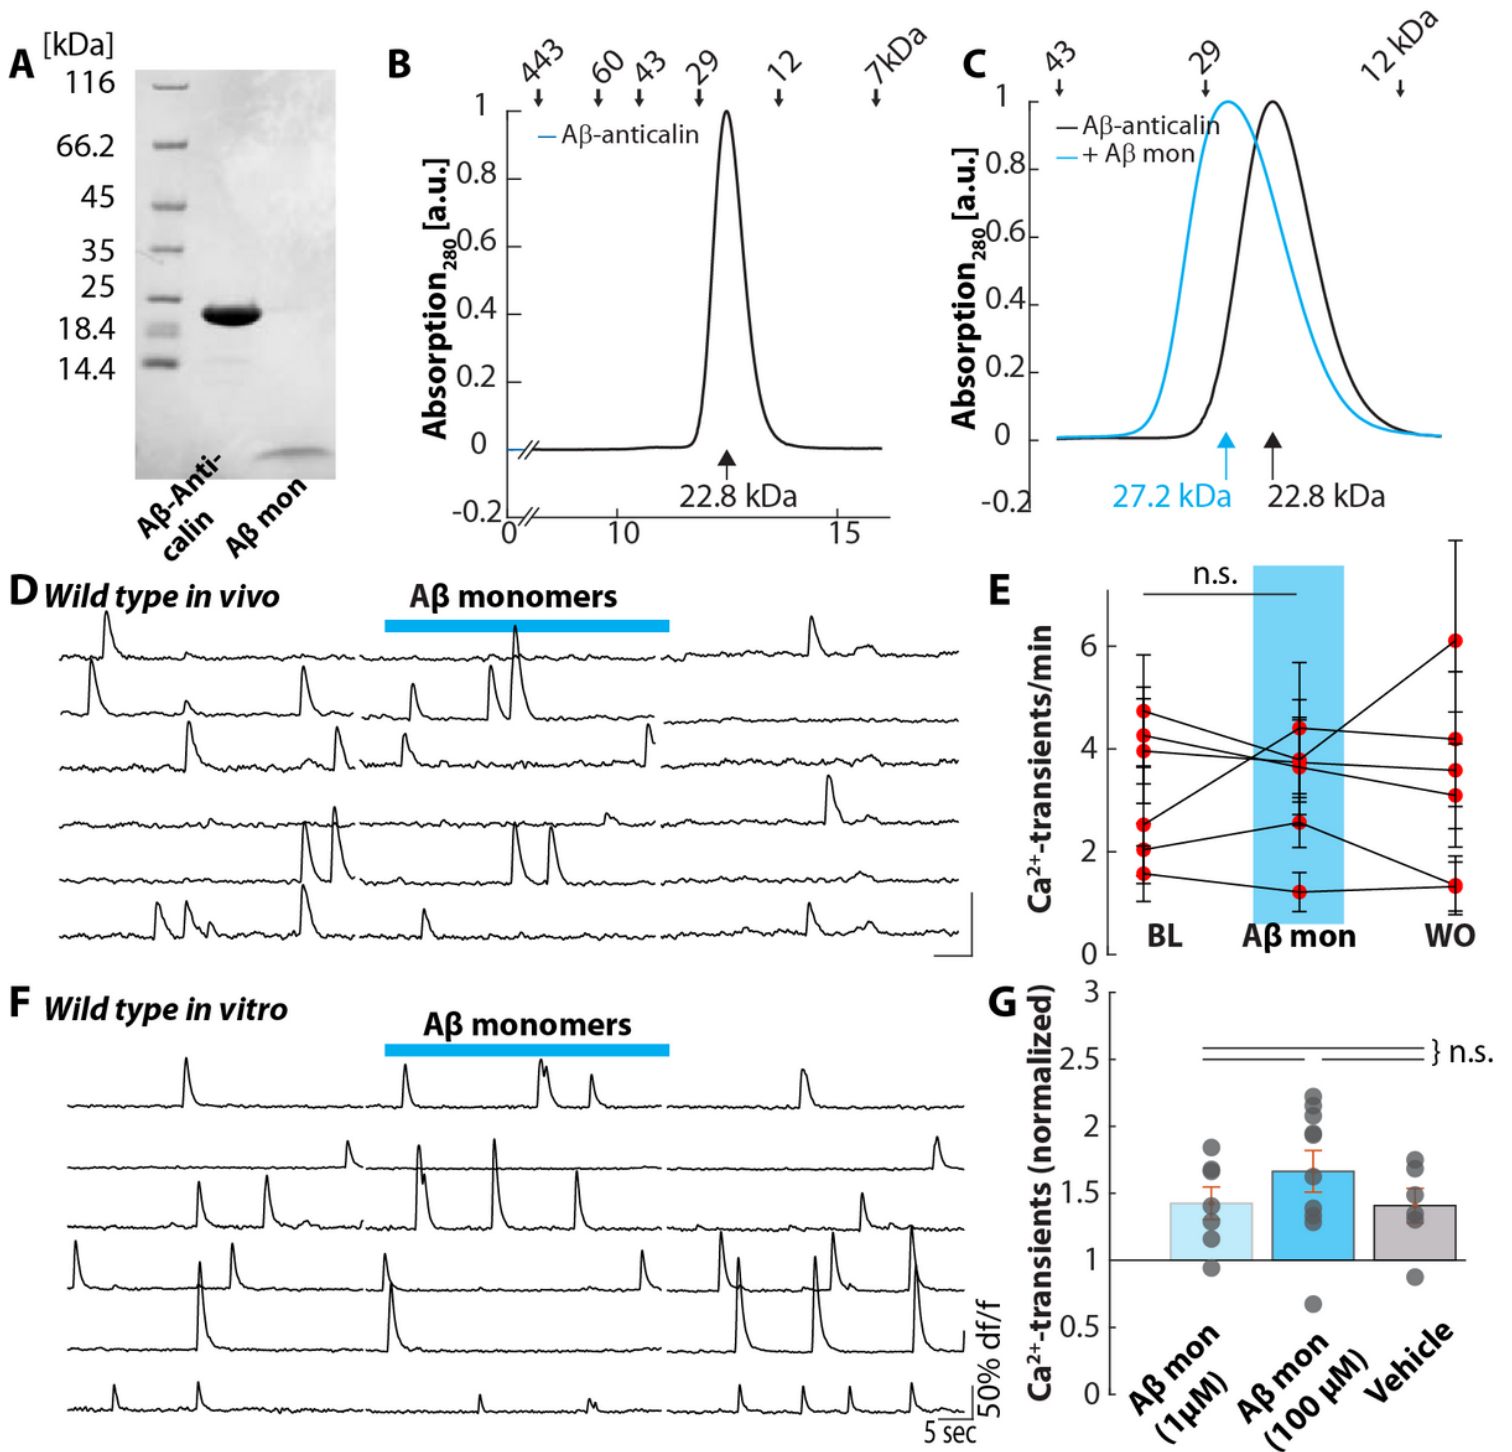 A
[kDa]
116
66.2
45
35
25
18.4
14.4
Aβ-Anti-
calin
Aβ mon
B
443
60
43
29
12
7kDa
Aβ-anticalin
Absorption280 [a.u.]
1
0.8
0.6
0.4
0.2
0
-0.2
22.8 kDa
0
10
15
C
43
29
12 kDa
Aβ-anticalin
+ Aβ mon
Absorption280 [a.u.]
1
0.8
0.6
0.4
0.2
0
-0.2
27.2 kDa
22.8 kDa
D
Wild type in vivo
Aβ monomers
E
n.s.
Ca2+-transients/min
6
4
2
0
BL
Aβ mon
WO
F
Wild type in vitro
Aβ monomers
50% df/f
5 sec
G
Ca2+-transients (normalized)
3
2.5
2
1.5
1
0.5
0
} n.s.
Aβ mon
(1µM)
Aβ mon
(100 µM)
Vehicle